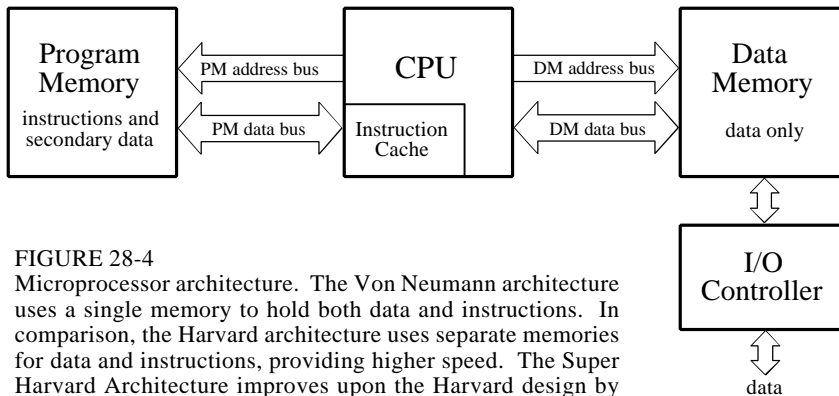 Program
Memory
instructions and
secondary data
PM address bus
PM data bus
CPU
Instruction
Cache
DM address bus
DM data bus
Data
Memory
data only
I/O
Controller
data
FIGURE 28-4
Microprocessor architecture. The Von Neumann architecture
uses a single memory to hold both data and instructions. In
comparison, the Harvard architecture uses separate memories
for data and instructions, providing higher speed. The Super
Harvard Architecture improves upon the Harvard design by